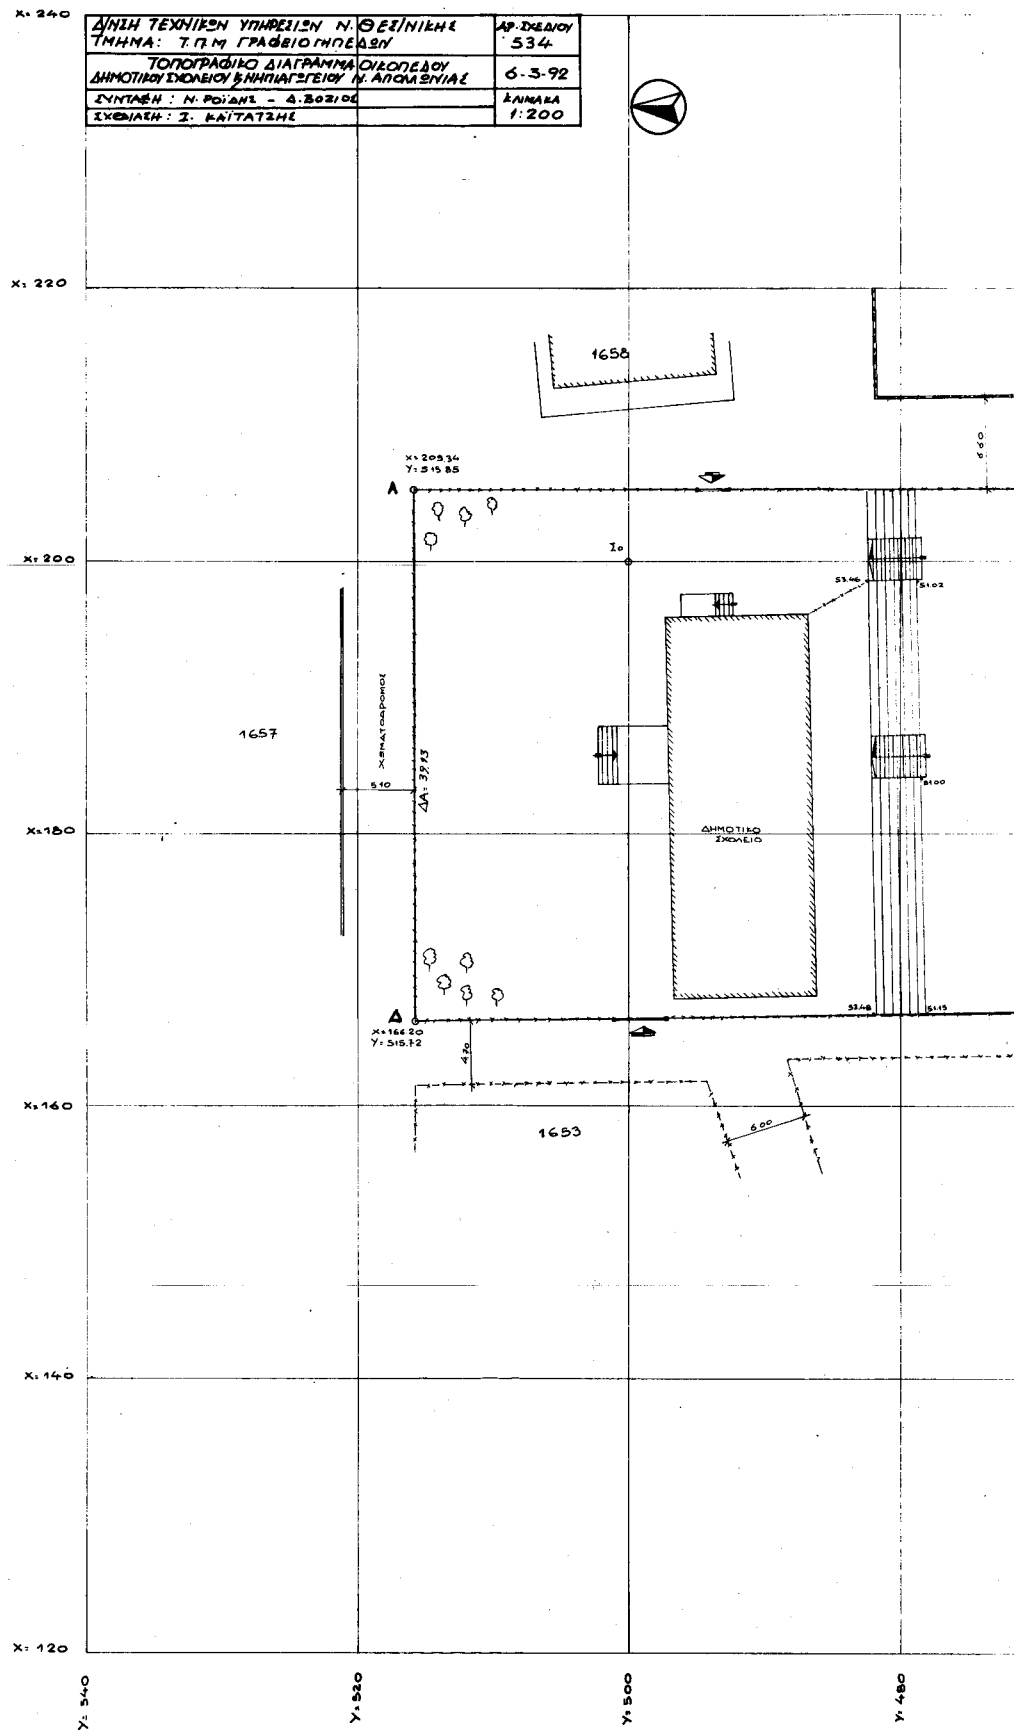 X: 240
Δ/ΝΣΗ ΤΕΧΝΙΚΩΝ ΥΠΗΡΕΣΙΩΝ Ν. ΘΕΣ/ΝΙΚΗΣ
ΑΡ. ΣΧΕΔΙΟΥ
ΤΜΗΜΑ: Τ.Π.Μ ΓΡΑΦΕΙΟ ΓΗΠΕΔΩΝ
534
ΤΟΠΟΓΡΑΦΙΚΟ ΔΙΑΓΡΑΜΜΑ ΟΙΚΟΠΕΔΟΥ
ΔΗΜΟΤΙΚΟΥ ΣΧΟΛΕΙΟΥ & ΝΗΠΙΑΓΩΓΕΙΟΥ Ν. ΑΠΟΛΛΩΝΙΑΣ
6-3-92
ΣΥΝΤΑΞΗ: Ν. ΡΟΪΔΗΣ - Δ. ΒΟΖΙΟΣ
ΚΛΙΜΑΚΑ
ΣΧΕΔΙΑΣΗ: Σ. ΚΑΪΤΑΤΖΗΣ
1:200
X: 220
1658
6.60
X: 205,34
Y: 515.85
A
X: 200
Σο
53.46
51.02
ΧΩΜΑΤΟΔΡΟΜΟΣ
1657
5.10
ΔΑ: 39.13
51.00
X: 180
ΔΗΜΟΤΙΚΟ
ΣΧΟΛΕΙΟ
53.48
51.15
Δ
X: 166.20
Y: 515.72
4.70
X: 160
1653
6.00
X: 140
X: 120
Y: 540
Y: 520
Y: 500
Y: 480